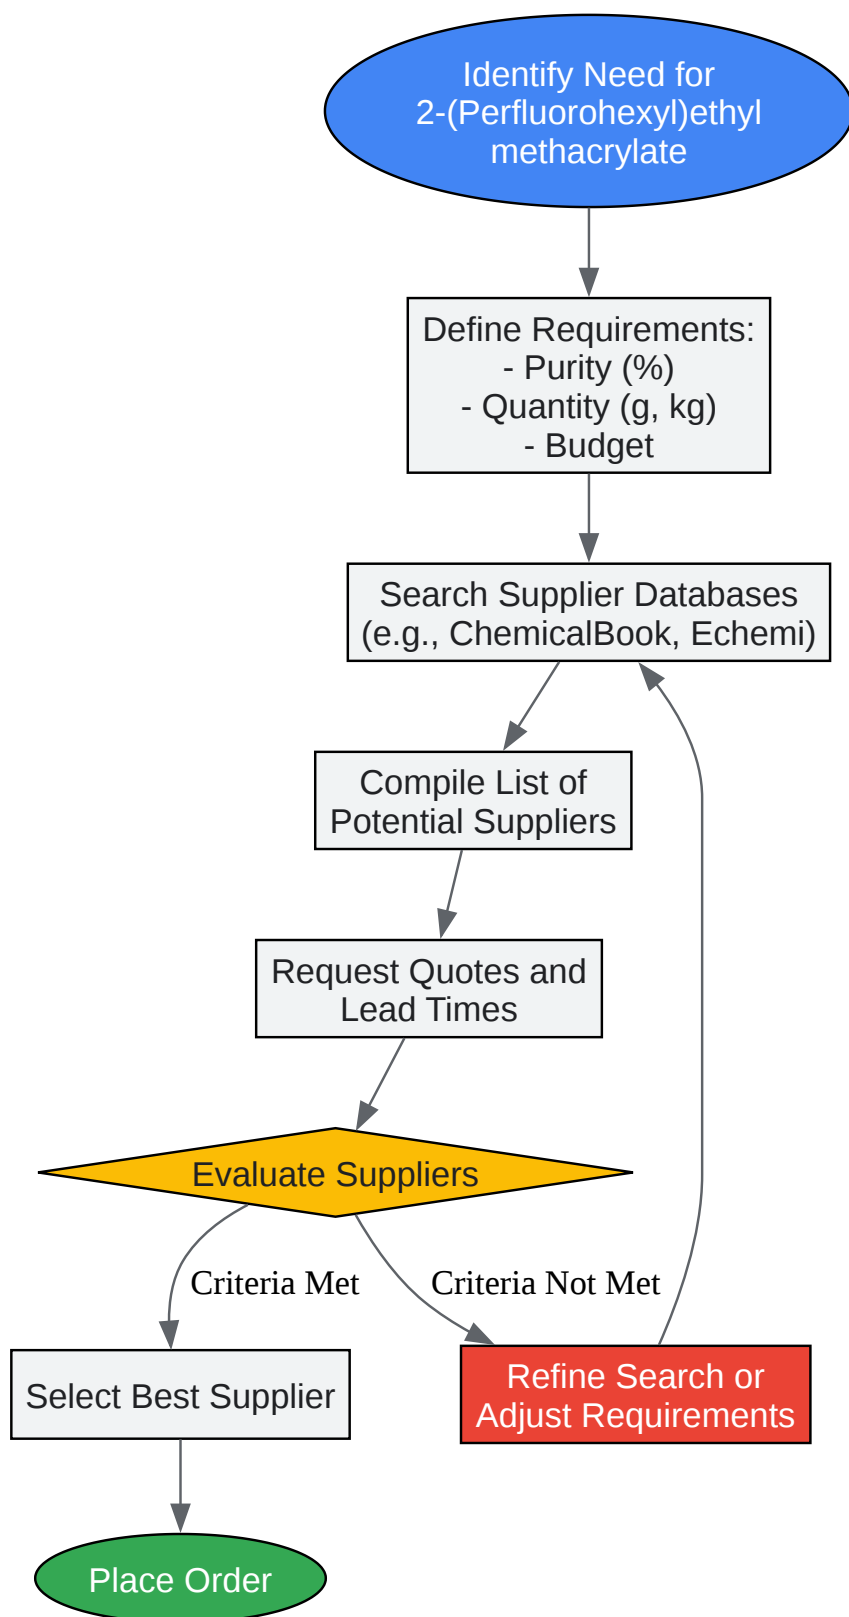 Identify Need for
2-(Perfluorohexyl)ethyl
methacrylate
Define Requirements:
- Purity (%)
- Quantity (g, kg)
- Budget
Search Supplier Databases
(e.g., ChemicalBook, Echemi)
Compile List of
Potential Suppliers
Request Quotes and
Lead Times
Evaluate Suppliers
Criteria Met
Criteria Not Met
Select Best Supplier
Refine Search or
Adjust Requirements
Place Order